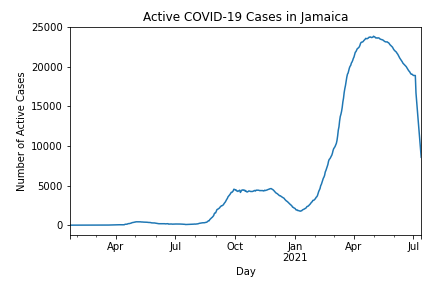 Active COVID-19 Cases in Jamaica
25000
20000
15000
10000
5000
0
Number of Active Cases
Apr
Jul
Oct
Jan
2021
Apr
Jul
Day